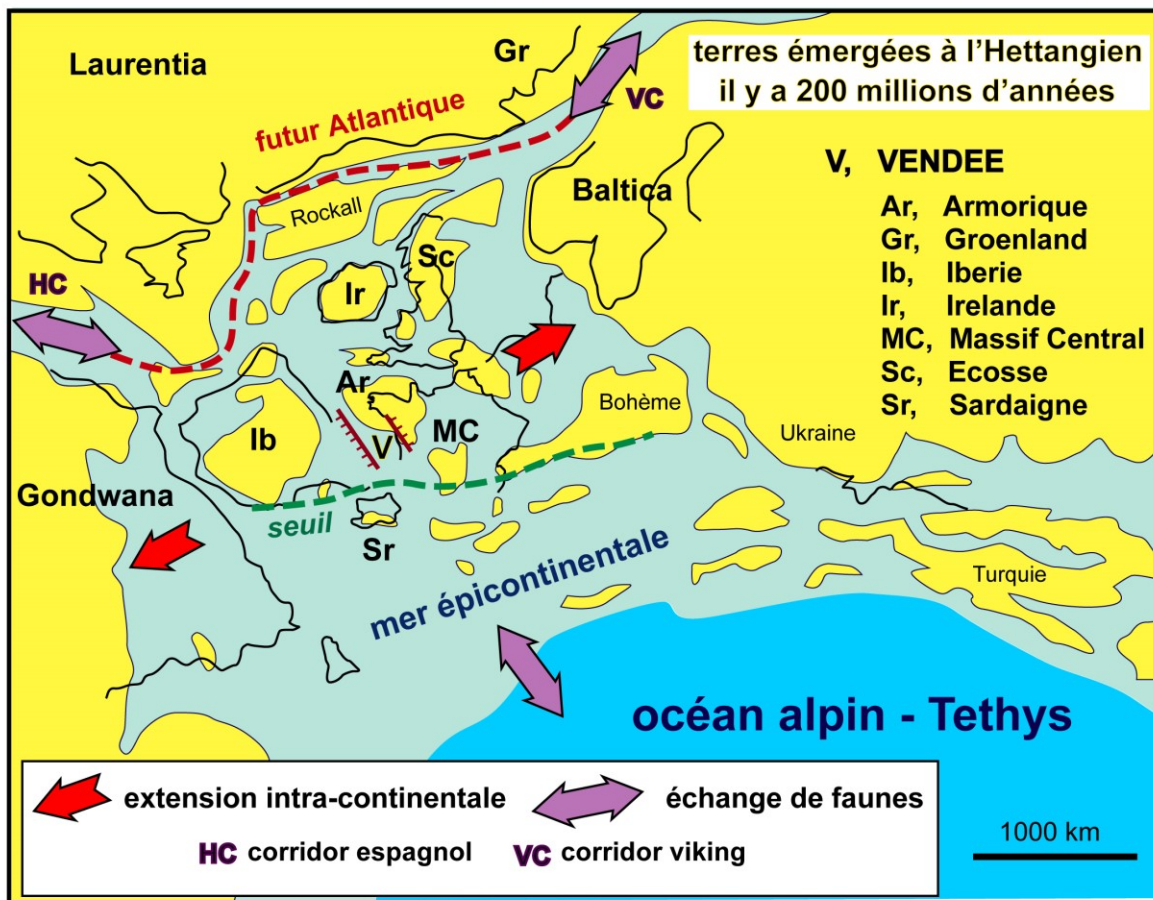 Laurentia
Gr
terres émergées à l'Hettangien
il y a 200 millions d'années
VC
futur Atlantique
V, VENDEE
Baltica
Rockall
Ar, Armorique
Gr, Groenland
Ib, Iberie
Ir, Irelande
MC, Massif Central
Sc, Ecosse
Sr, Sardaigne
Sc
HC
Ir
Ar
Bohème
Ib
V
MC
Ukraine
Gondwana
seuil
Sr
Turquie
mer épicontinentale
océan alpin - Tethys
extension intra-continentale
échange de faunes
HC corridor espagnol
VC corridor viking
1000 km